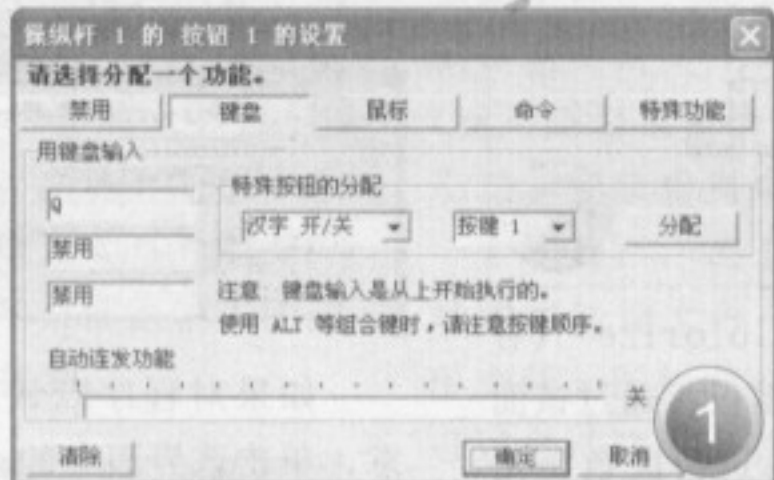 操纵杆 1 的 按钮 1 的设置
请选择分配一个功能。
禁用 键盘 鼠标 命令 特殊功能
用键盘输入
特殊按钮的分配
Q
汉字 开/关 按键 1 分配
禁用
禁用
注意 键盘输入是从上开始执行的。
使用 ALT 等组合键时，请注意按键顺序。
自动连发功能
关
1
清除 确定 取消